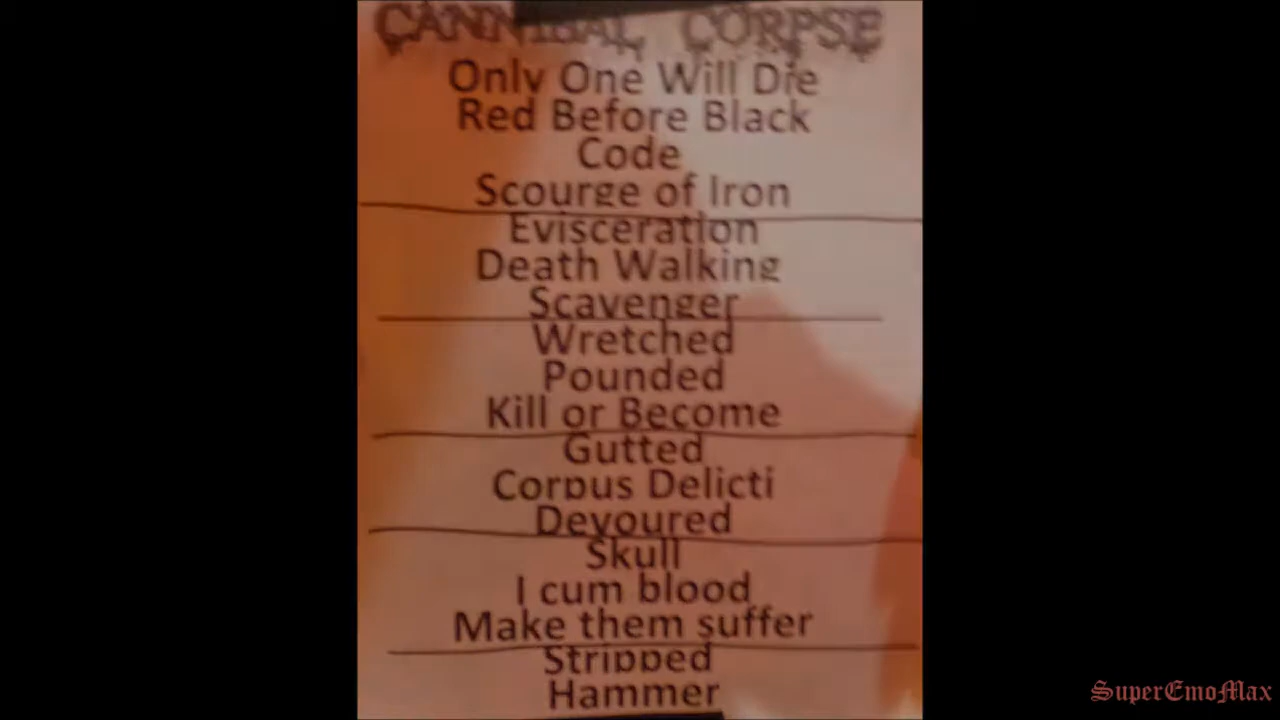 CANNIBAL CORPSE
Only One Will Die
Red Before Black
Code
Scourge of Iron
Evisceration
Death Walking
Scavenger
Wretched
Pounded
Kill or Become
Gutted
Corpus Delicti
Devoured
Skull
I cum blood
Make them suffer
Stripped
Hammer
SuperEmoMax